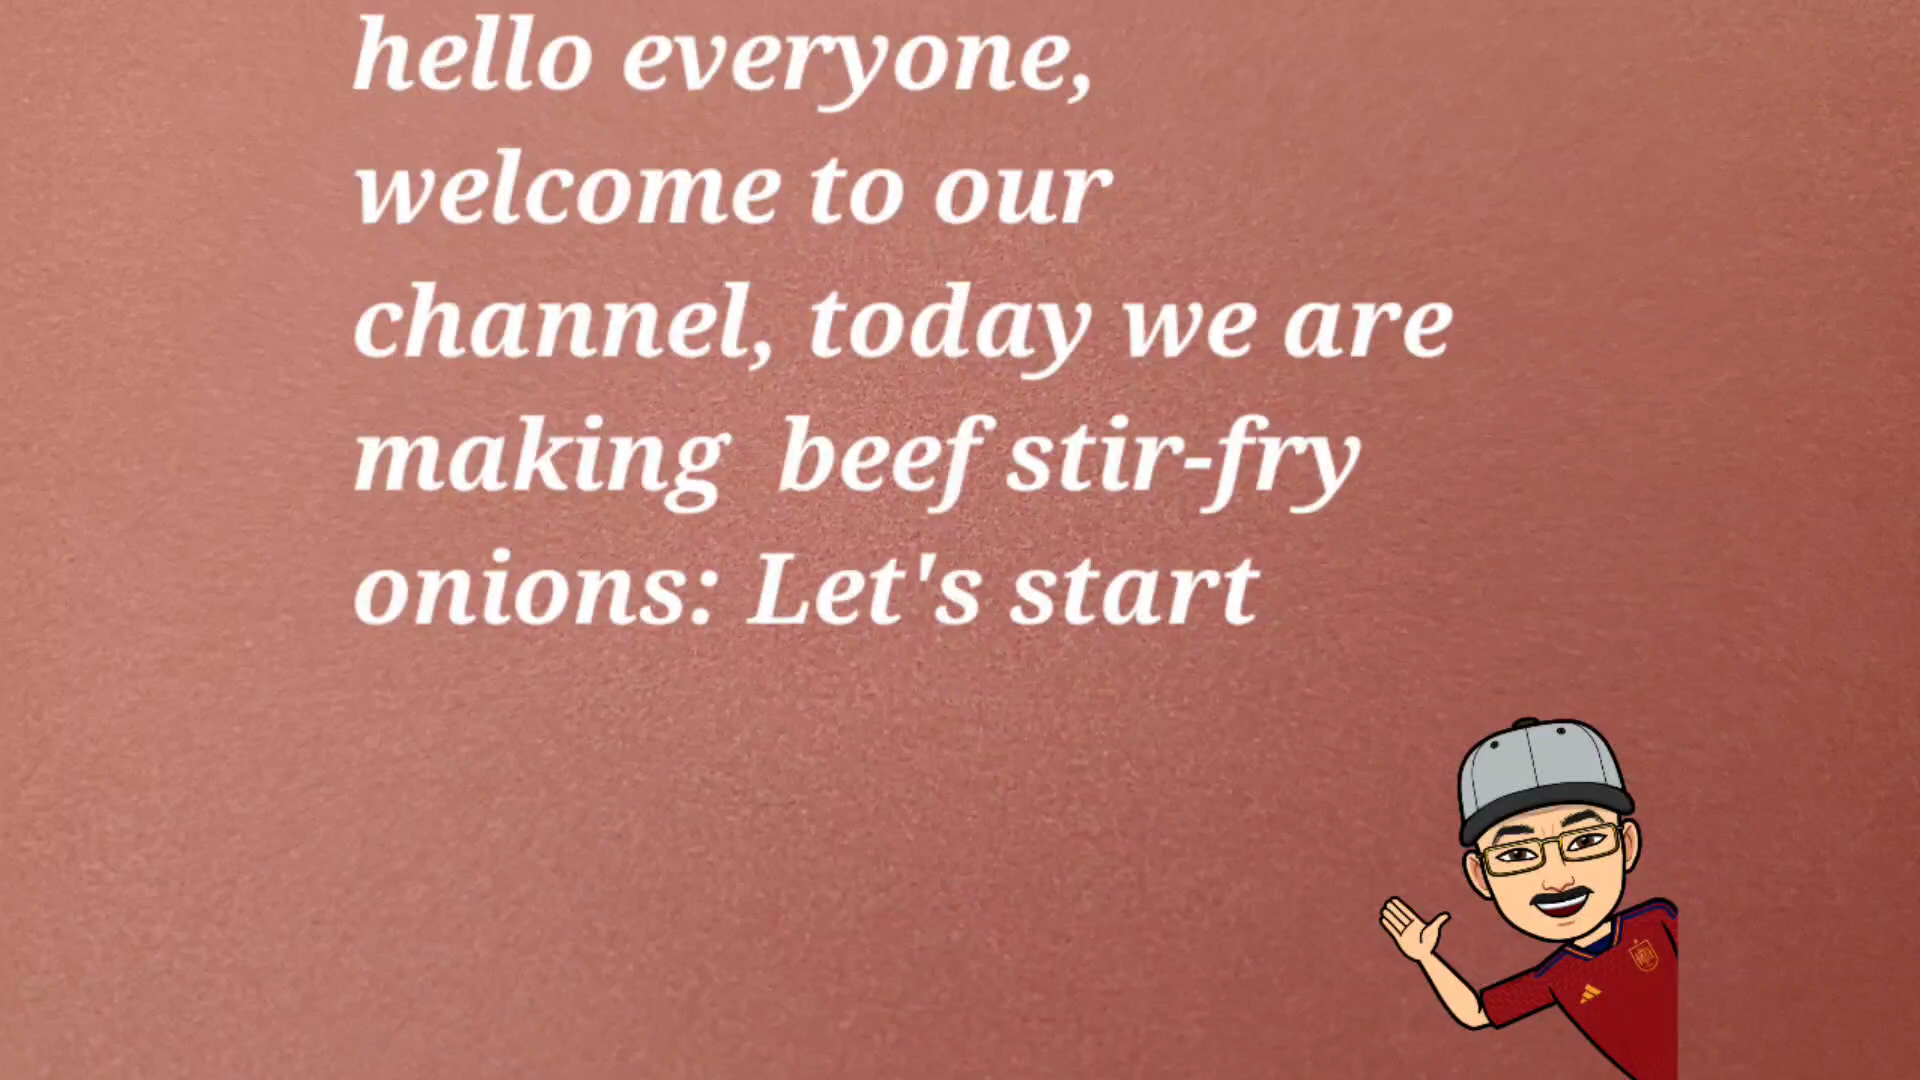 hello everyone,
welcome to our
channel, today we are
making  beef stir-fry
onions: Let's start